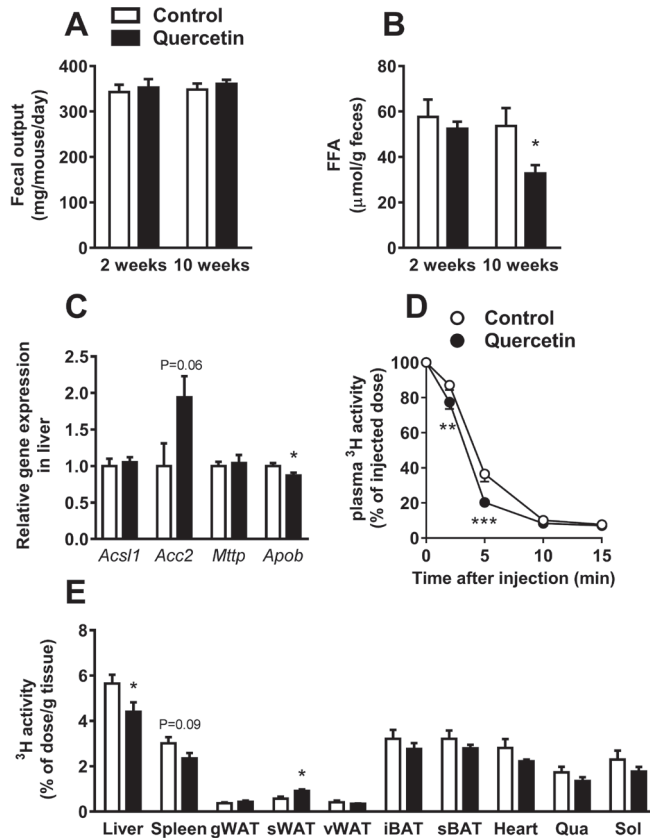 A
Control
Quercetin
Fecal output
(mg/mouse/day)
400
300
200
100
0
2 weeks
10 weeks
B
FFA
(μmol/g feces)
80
60
40
20
0
*
2 weeks
10 weeks
C
Relative gene expression
in liver
2.5
2.0
1.5
1.0
0.5
0.0
P=0.06
*
Acsl1
Acc2
Mttp
Apob
D
Control
Quercetin
plasma ³H activity
(% of injected dose)
100
80
60
40
20
0
**
***
0
5
10
15
Time after injection (min)
E
³H activity
(% of dose/g tissue)
8
6
4
2
0
*
P=0.09
*
Liver
Spleen
gWAT
sWAT
vWAT
iBAT
sBAT
Heart
Qua
Sol